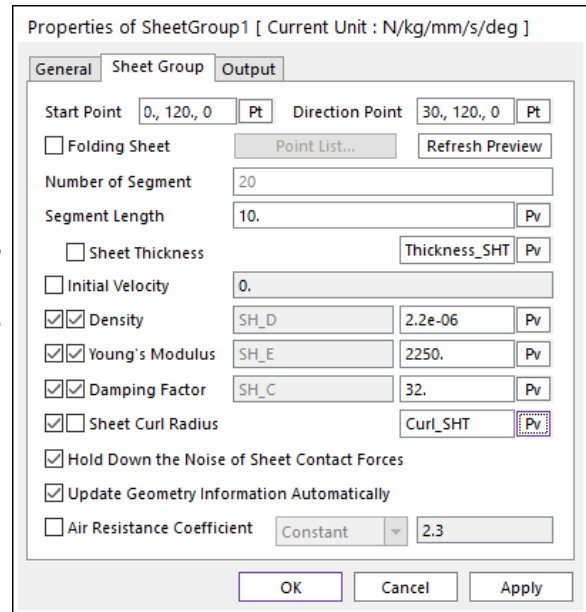 Properties of SheetGroup1 [ Current Unit : N/kg/mm/s/deg ]
General Sheet Group Output
Start Point 0., 120., 0 Pt Direction Point 30., 120., 0 Pt
Folding Sheet Point List... Refresh Preview
Number of Segment 20
Segment Length 10. Pv
Sheet Thickness Thickness_SHT Pv
Initial Velocity 0.
Density SH_D 2.2e-06 Pv
Young's Modulus SH_E 2250. Pv
Damping Factor SH_C 32. Pv
Sheet Curl Radius Curl_SHT Pv
Hold Down the Noise of Sheet Contact Forces
Update Geometry Information Automatically
Air Resistance Coefficient Constant 2.3
OK Cancel Apply